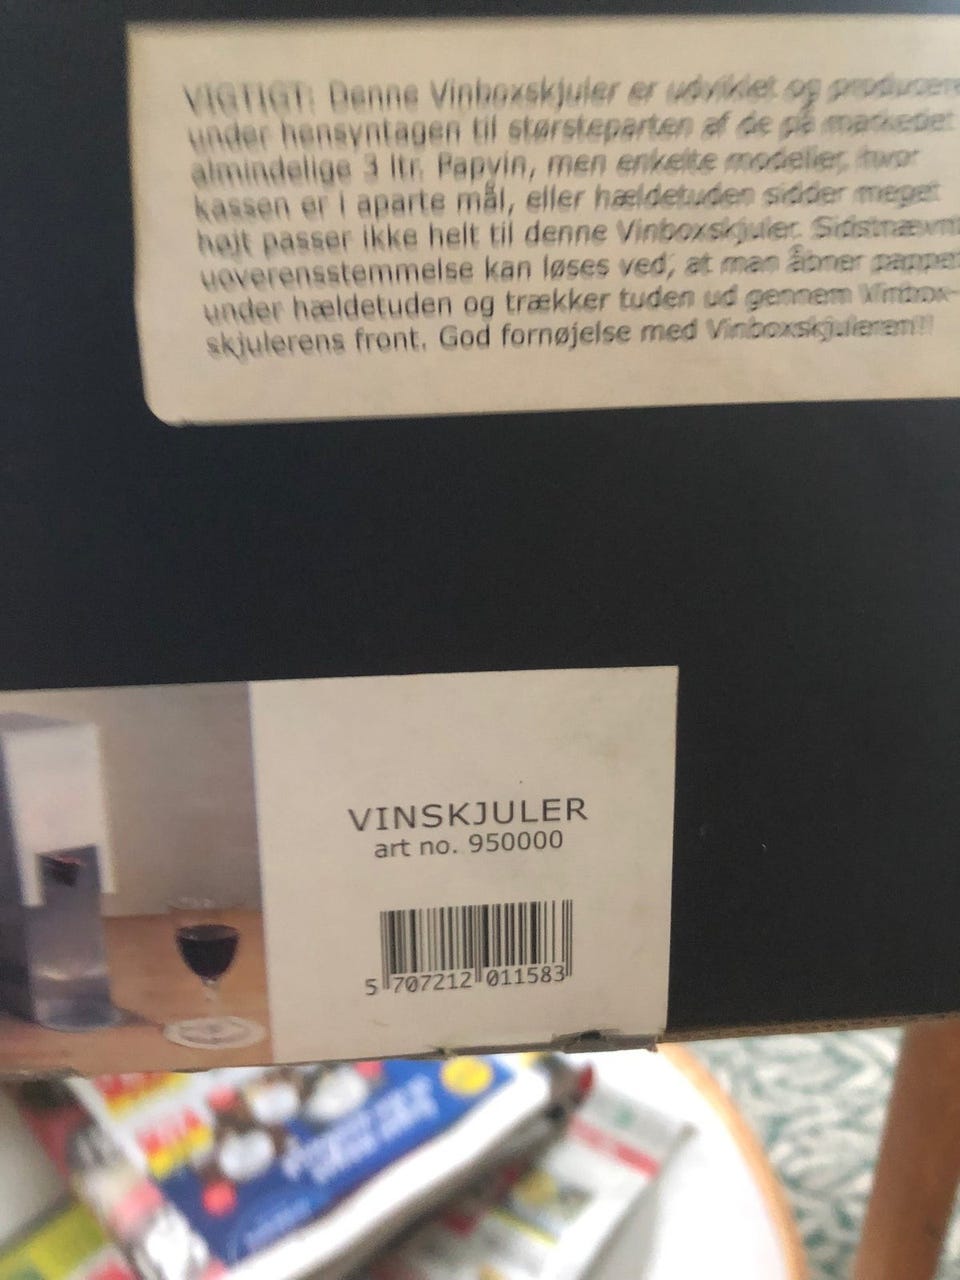 VIGTIGT: Denne Vinboxskjuler er udviklet og producere
under hensyntagen til størsteparten af de på markedet
almindelige 3 ltr. Papvin, men enkelte modeller, hvor
kassen er i aparte mål, eller hældetuden sidder meget
højt passer ikke helt til denne Vinboxskjuler. Sidstnævnt
uoverensstemmelse kan løses ved, at man åbner pappet
under hældetuden og trækker tuden ud gennem Vinbox-
skjulerens front. God fornøjelse med Vinboxskjuleren!!
VINSKJULER
art no. 950000
5 707212 011583